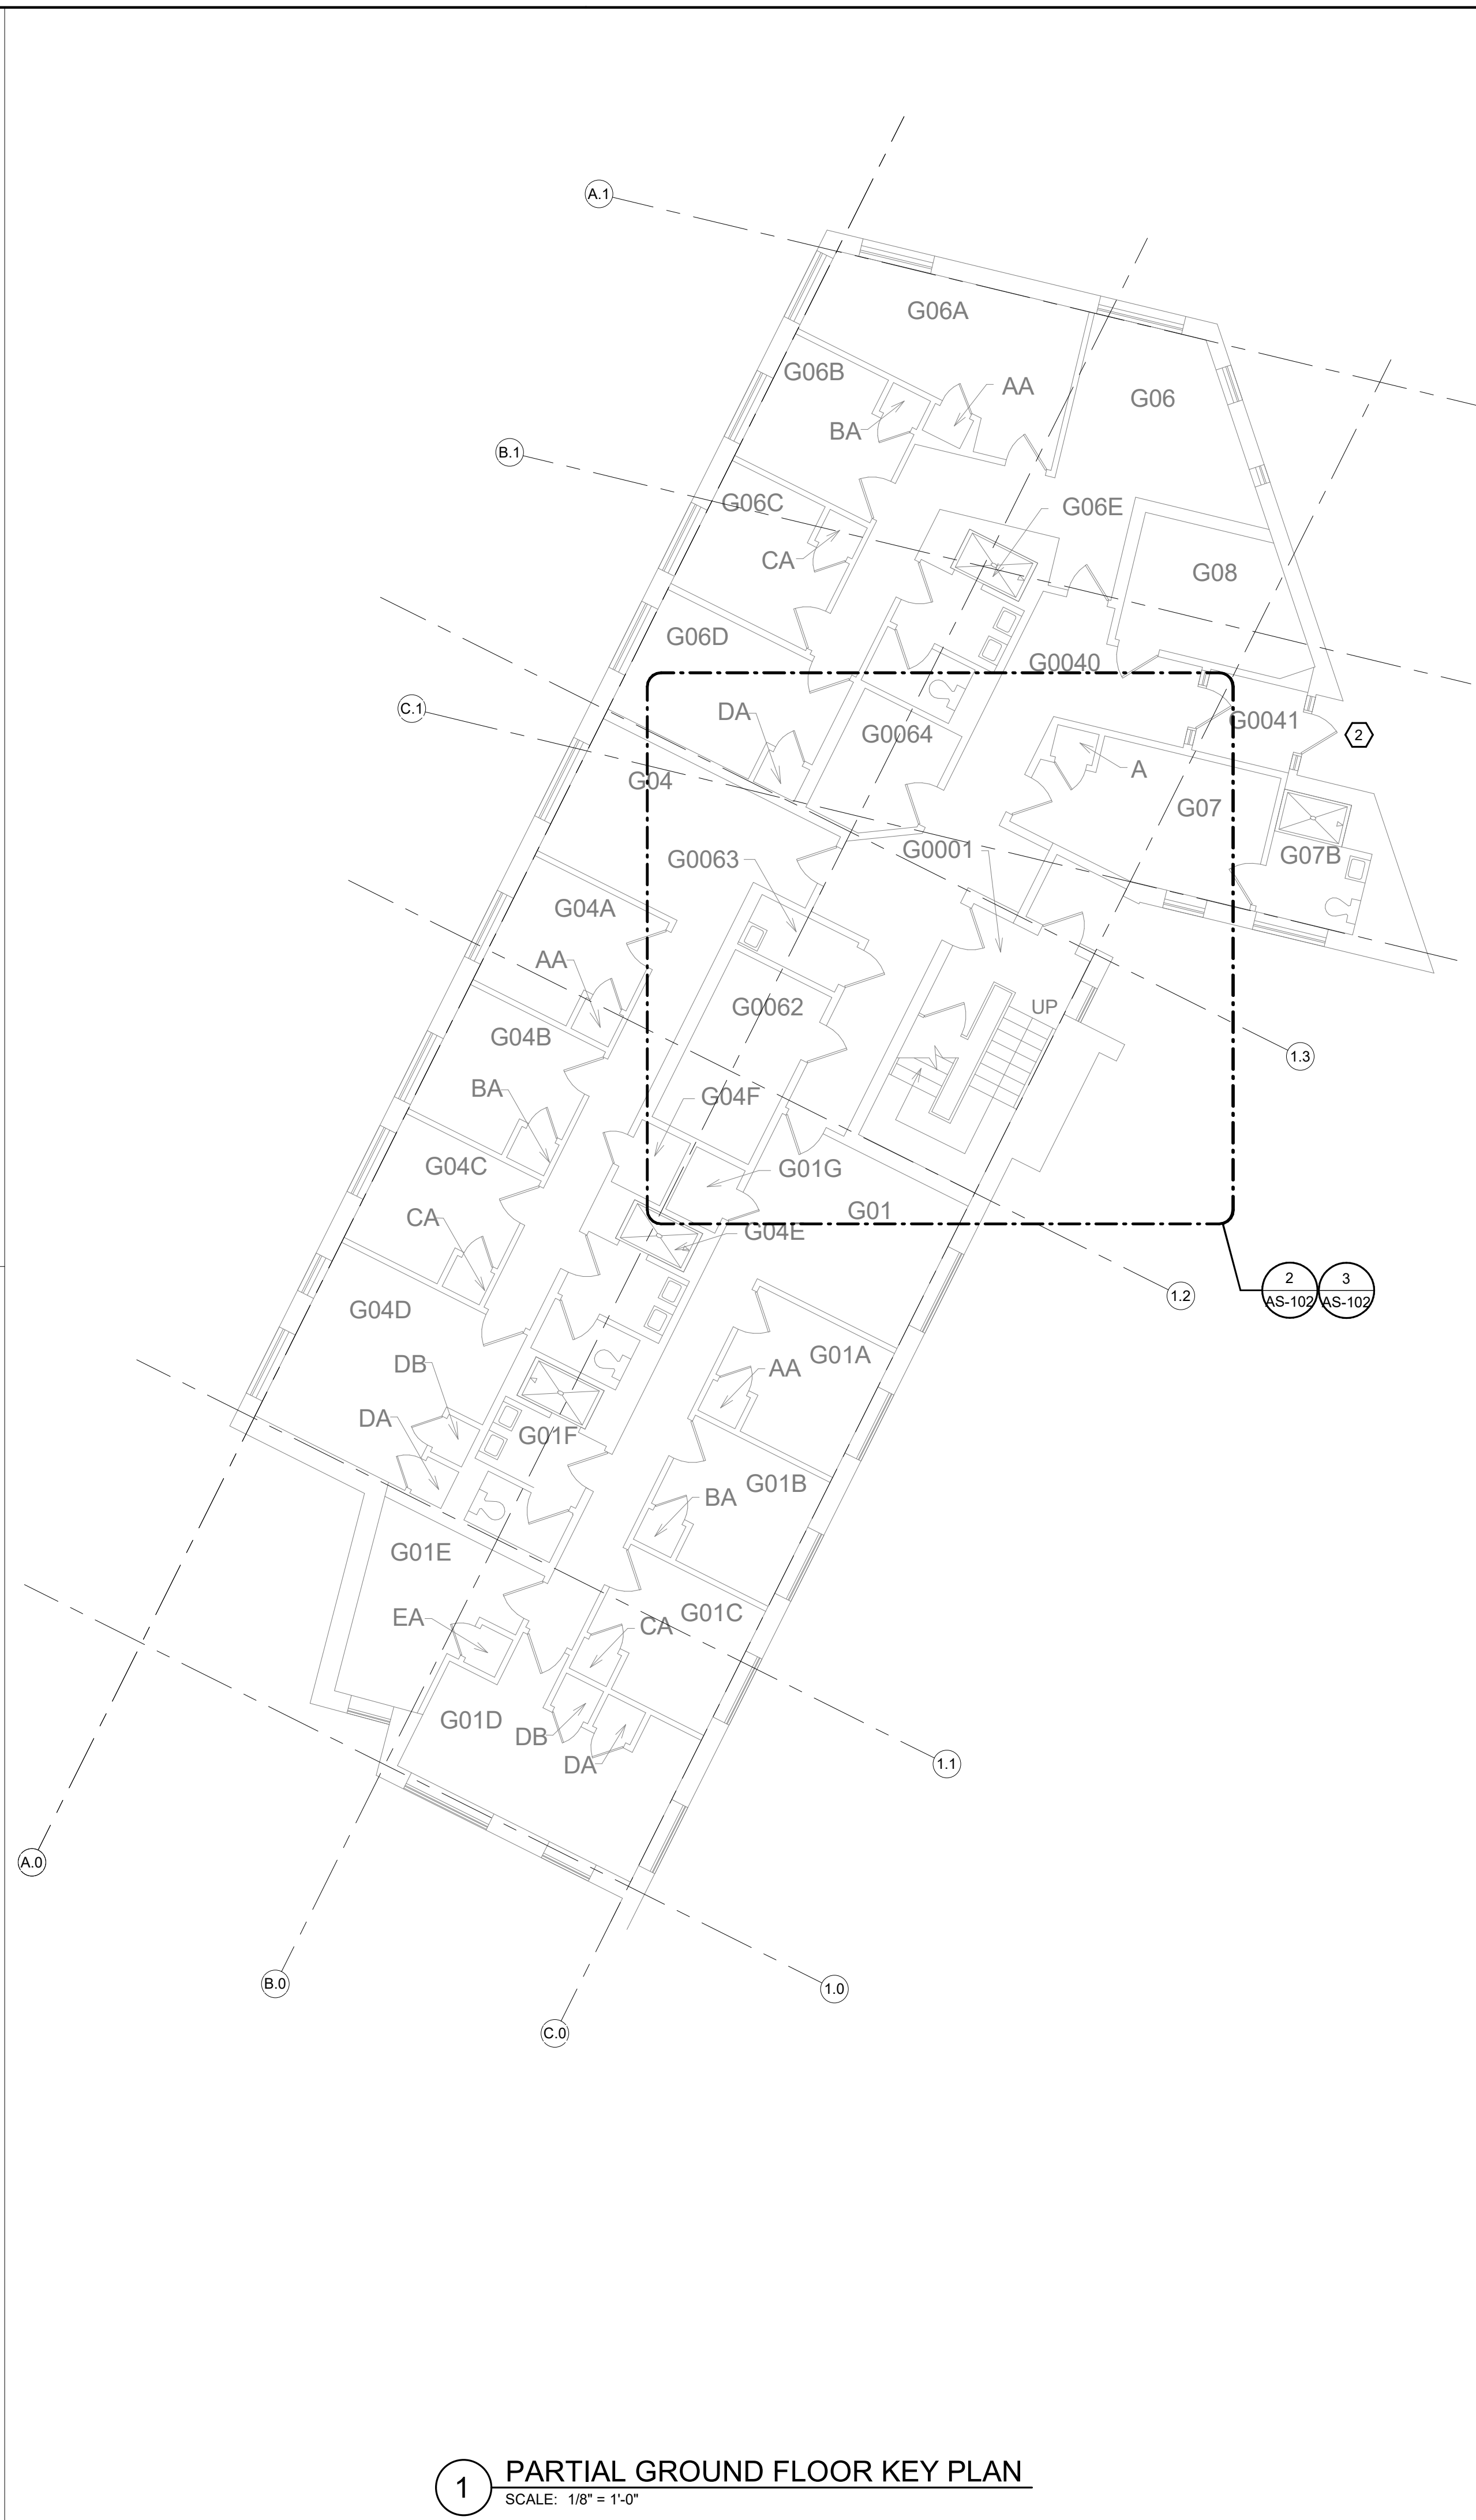 A.1
G06A
G06B
AA
G06
BA
B.1
G06C
G06E
CA
G08
G06D
G0040
C.1
DA
G0041
2
G0064
A
G04
G07
G0063
G0001
G07B
G04A
AA
G0062
UP
G04B
1.3
BA
G04F
G04C
G01G
CA
G01
G04E
2
AS-102
3
AS-102
1.2
G04D
G01A
DB
AA
DA
G01F
G01B
BA
G01E
EA
G01C
CA
G01D
DB
DA
1.1
A.0
B.0
1.0
C.0
1
PARTIAL GROUND FLOOR KEY PLAN
SCALE: 1/8" = 1'-0"